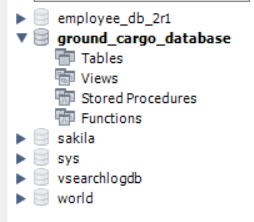 employee_db_2r1
ground_cargo_database
Tables
Views
Stored Procedures
Functions
sakila
sys
vsearchlogdb
world